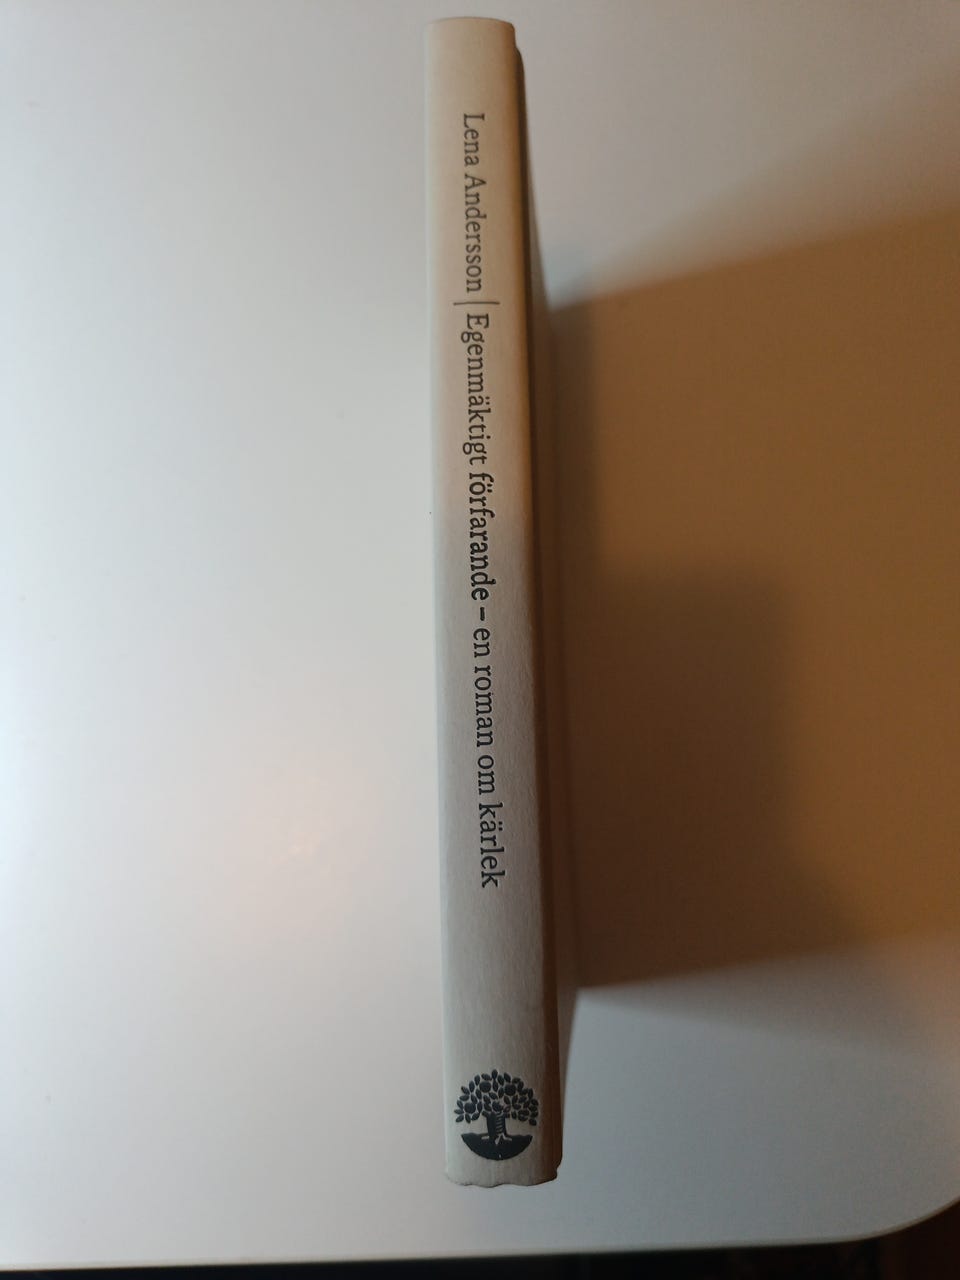 Lena Andersson | Egenmäktigt förfarande – en roman om kärlek